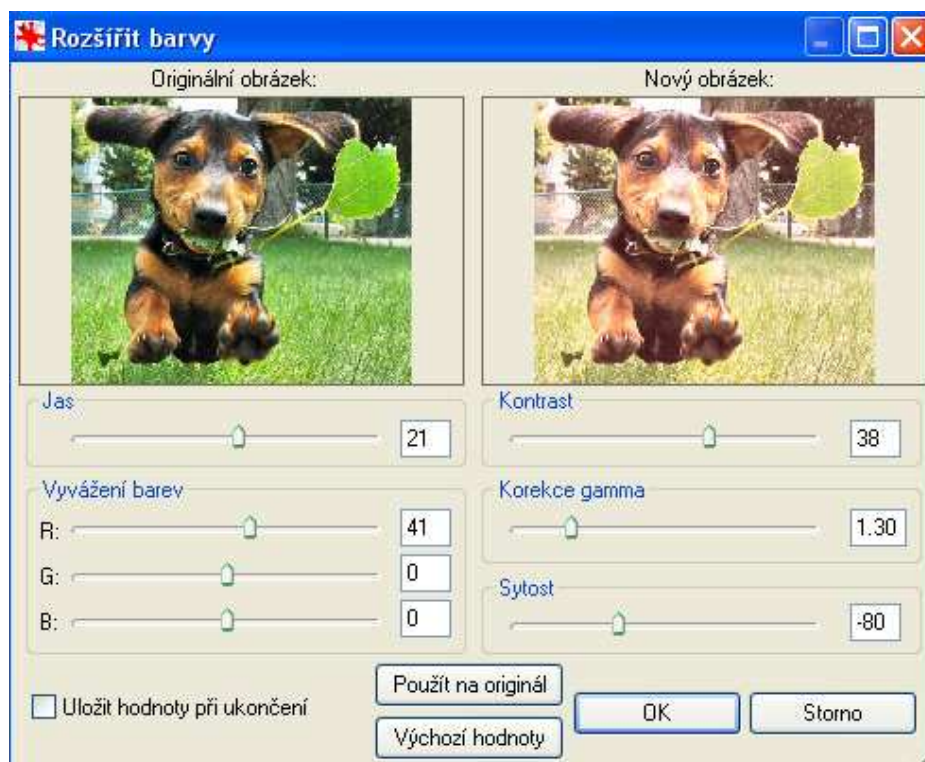 Rozšířit barvy
Originální obrázek:
Nový obrázek:
Jas
21
Kontrast
38
Vyvážení barev
R: 41
G: 0
B: 0
Korekce gamma
1.30
Sytost
-80
Uložit hodnoty při ukončení
Použít na originál
Výchozí hodnoty
OK
Storno